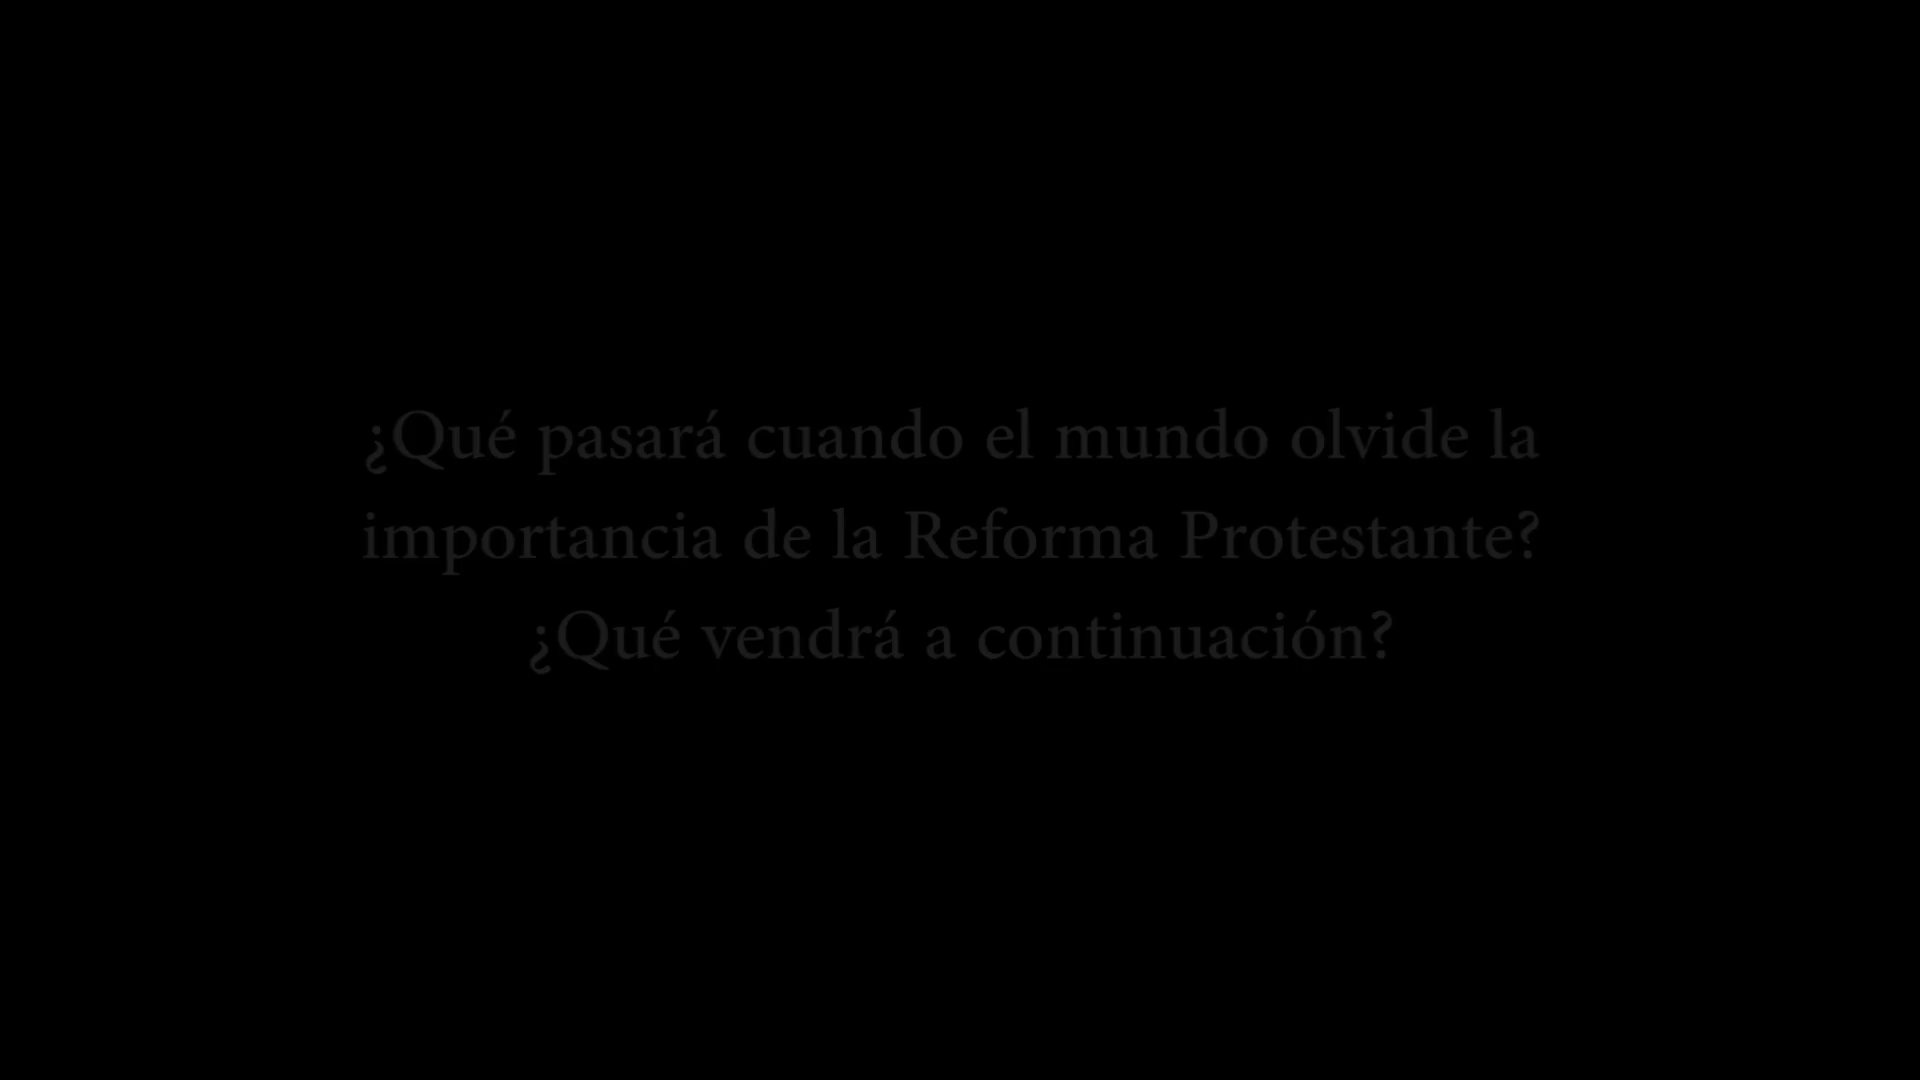 ¿Qué pasará cuando el mundo olvide la
importancia de la Reforma Protestante?
¿Qué vendrá a continuación?